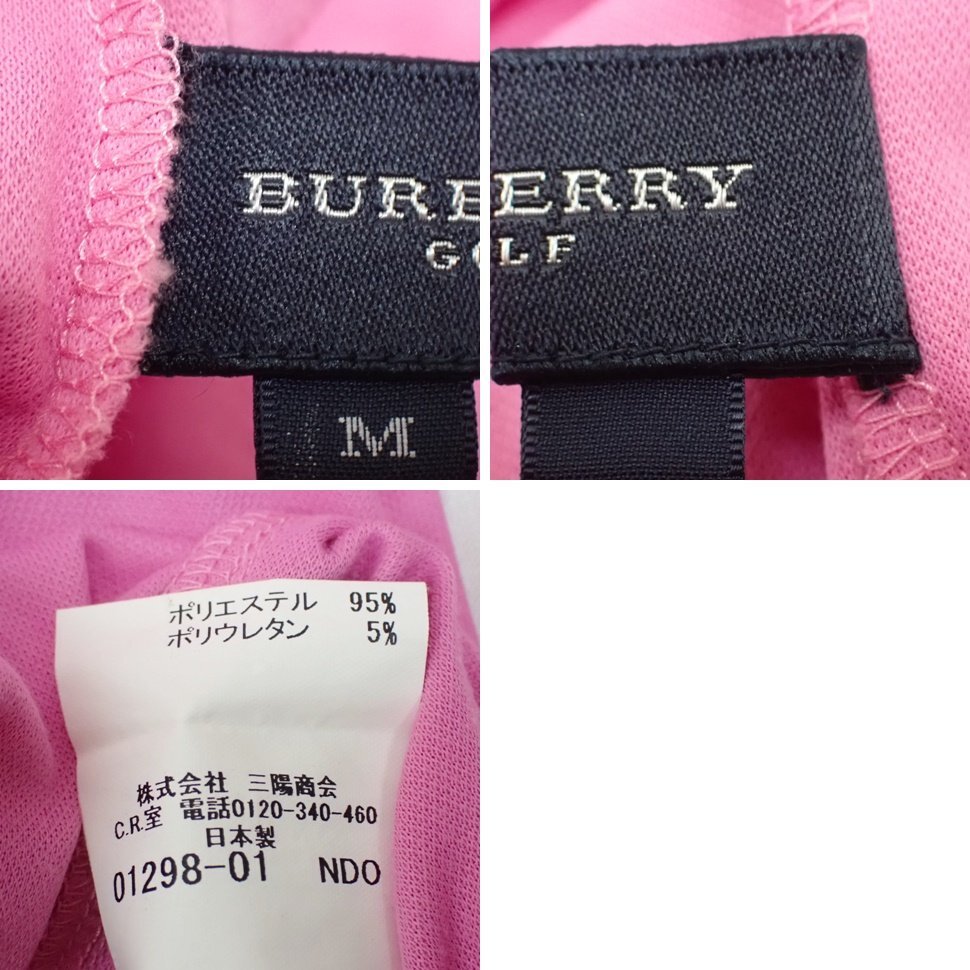 BURBERRY
GOLF
M
ポリエステル 95%
ポリウレタン 5%
株式会社 三陽商会
C.R.室 電話0120-340-460
日本製
01298-01 NDO